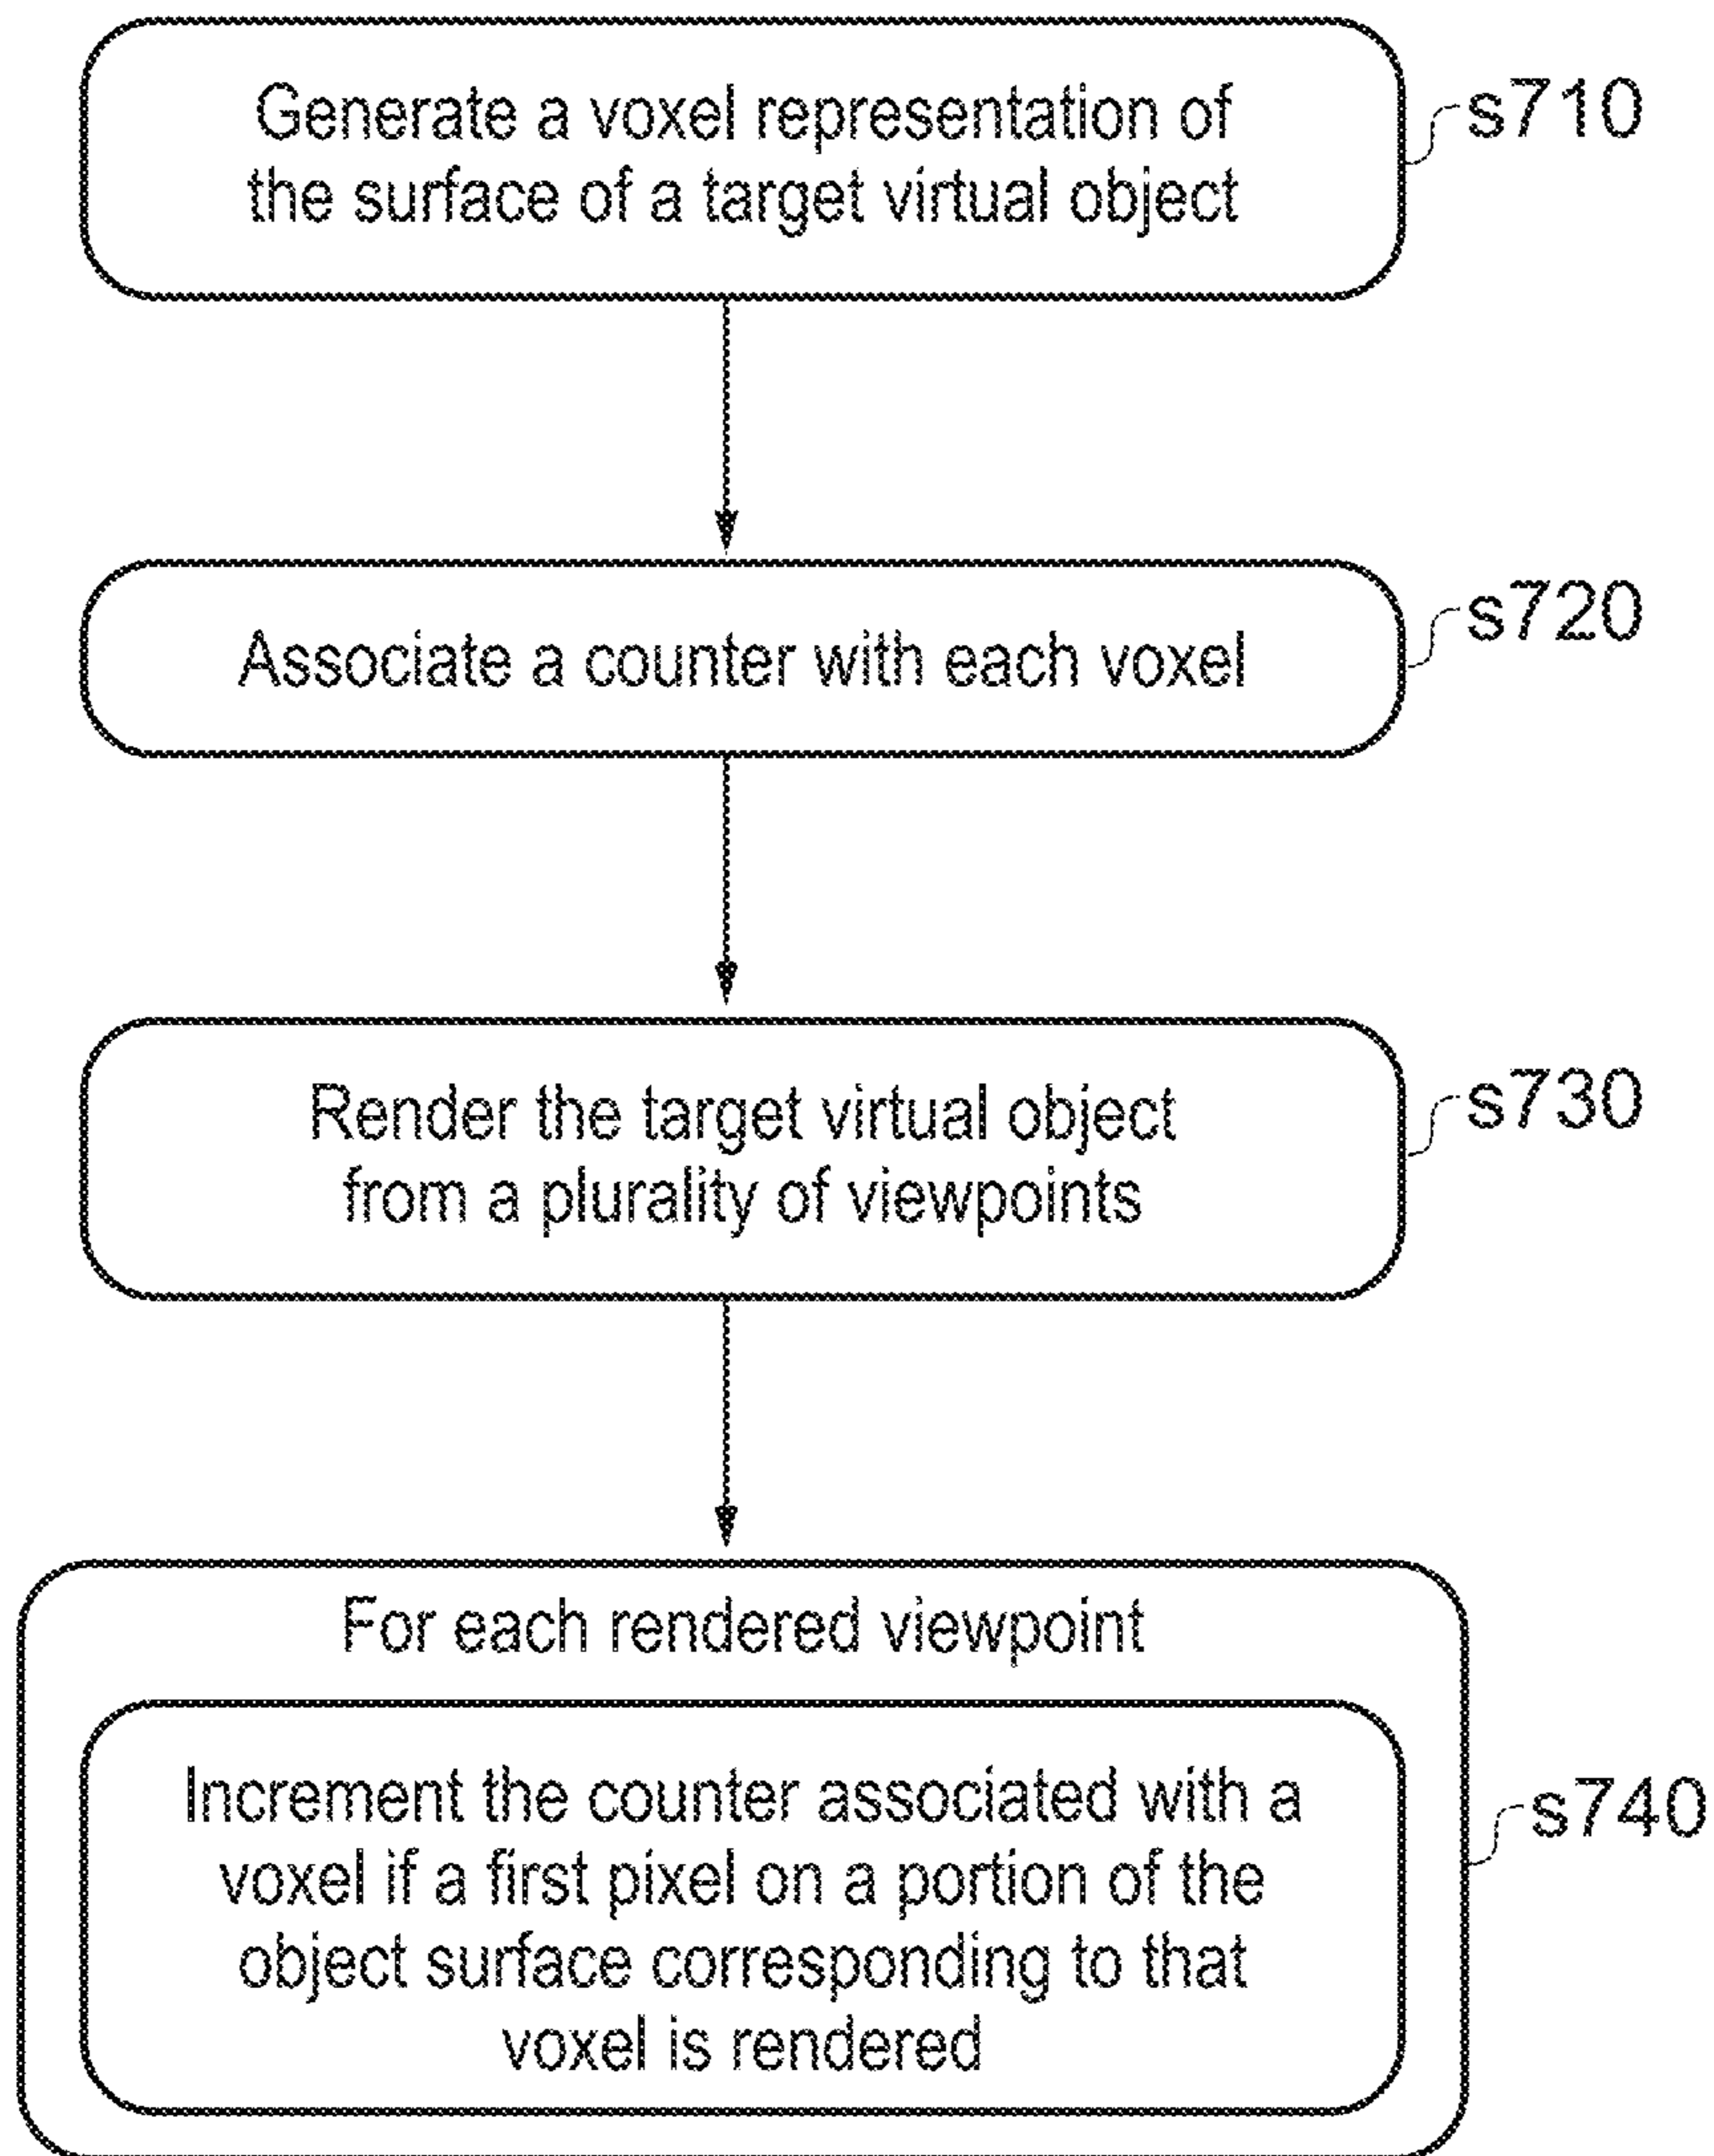 Generate a voxel representation of
the surface of a target virtual object
s710
Associate a counter with each voxel
s720
Render the target virtual object
from a plurality of viewpoints
s730
For each rendered viewpoint
Increment the counter associated with a
voxel if a first pixel on a portion of the
object surface corresponding to that
voxel is rendered
s740